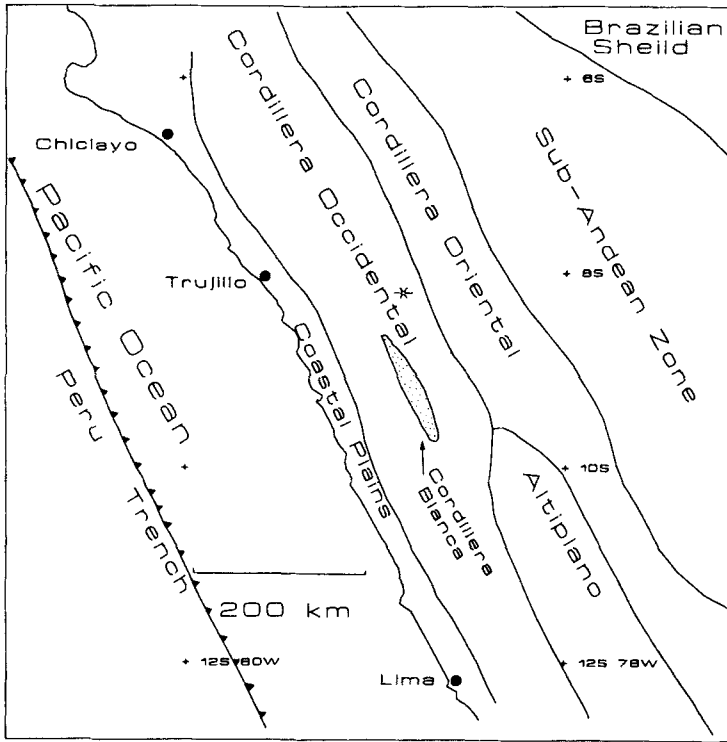 Brazilian
Sheild
6S
Chiclayo
Cordillera Occidental
Cordillera Oriental
Sub-Andean Zone
Pacific Ocean
8S
Trujillo
Coastal Plains
Peru Trench
10S
Cordillera
Blanca
Altiplano
200 km
12S 80W
12S 78W
Lima